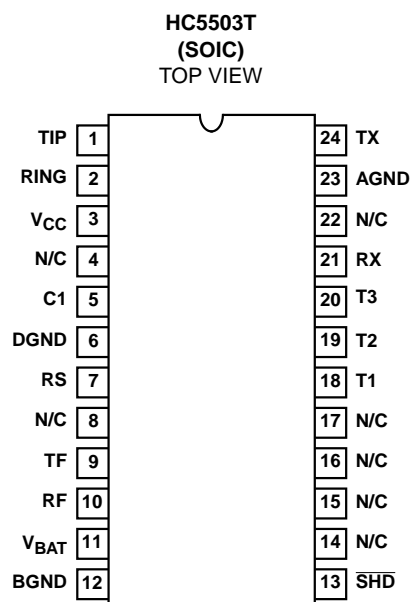 HC5503T
(SOIC)
TOP VIEW
TIP 1 24 TX
RING 2 23 AGND
VCC 3 22 N/C
N/C 4 21 RX
C1 5 20 T3
DGND 6 19 T2
RS 7 18 T1
N/C 8 17 N/C
TF 9 16 N/C
RF 10 15 N/C
VBAT 11 14 N/C
BGND 12 13 S̅H̅D̅